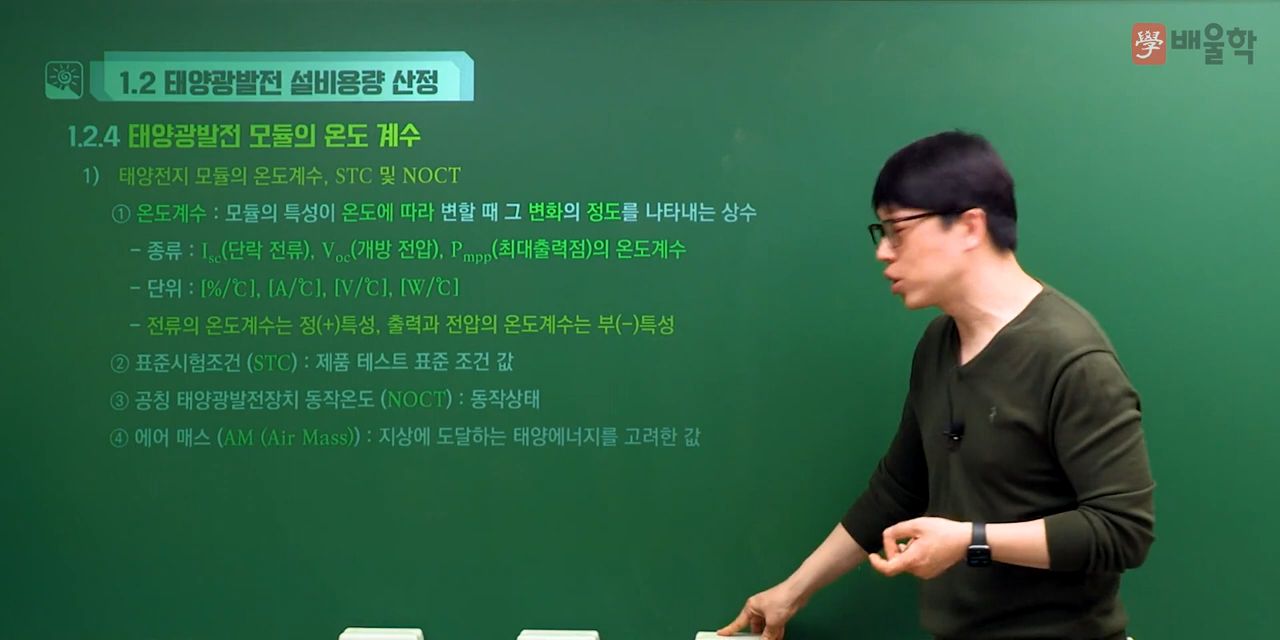 學 배울학
1.2 태양광발전 설비용량 산정
1.2.4 태양광발전 모듈의 온도 계수
1) 태양전지 모듈의 온도계수, STC 및 NOCT
① 온도계수 : 모듈의 특성이 온도에 따라 변할 때 그 변화의 정도를 나타내는 상수
- 종류 : Isc(단락 전류), Voc(개방 전압), Pmpp(최대출력점)의 온도계수
- 단위 : [%/℃], [A/℃], [V/℃], [W/℃]
- 전류의 온도계수는 정(+)특성, 출력과 전압의 온도계수는 부(-)특성
② 표준시험조건 (STC) : 제품 테스트 표준 조건 값
③ 공칭 태양광발전장치 동작온도 (NOCT) : 동작상태
④ 에어 매스 (AM (Air Mass)) : 지상에 도달하는 태양에너지를 고려한 값